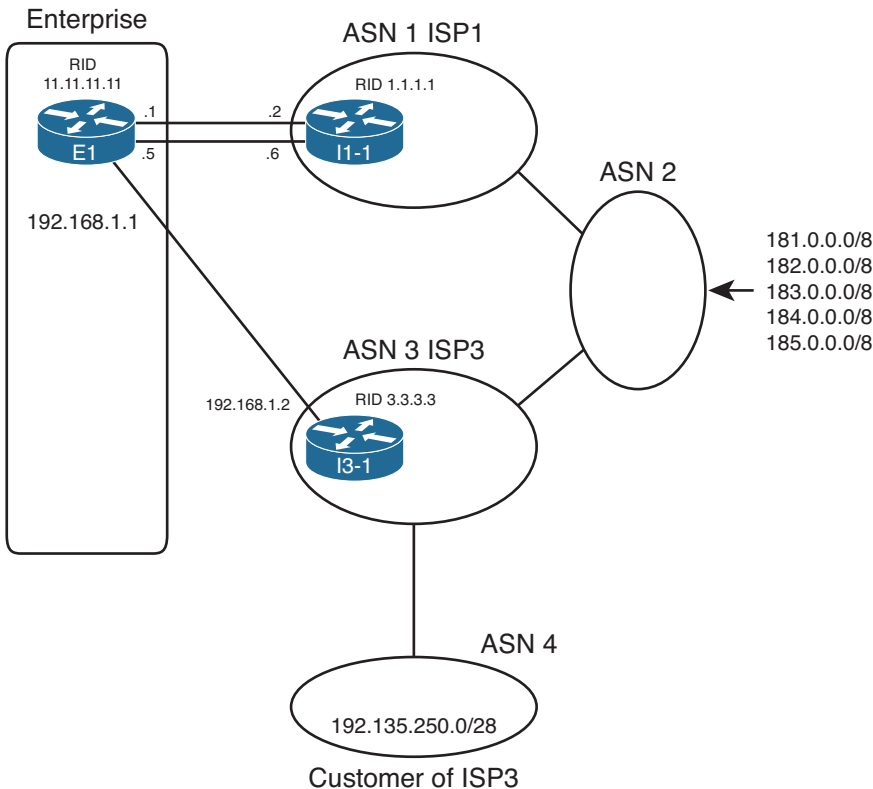 Enterprise
RID
11.11.11.11
E1
.1
.5
192.168.1.1
ASN 1 ISP1
RID 1.1.1.1
.2
.6
I1-1
ASN 2
181.0.0.0/8
182.0.0.0/8
183.0.0.0/8
184.0.0.0/8
185.0.0.0/8
ASN 3 ISP3
192.168.1.2
RID 3.3.3.3
I3-1
ASN 4
192.135.250.0/28
Customer of ISP3